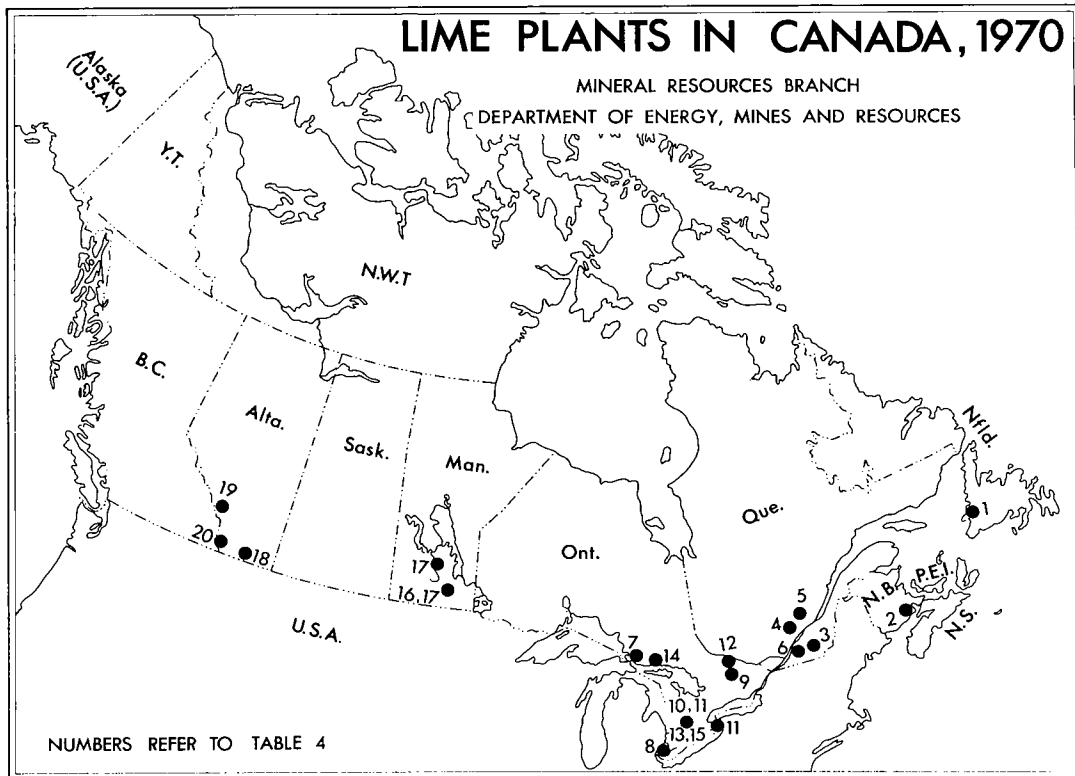 LIME PLANTS IN CANADA, 1970
MINERAL RESOURCES BRANCH
DEPARTMENT OF ENERGY, MINES AND RESOURCES
Alaska
(U.S.A.)
Y.T.
N.W.T
B.C.
Alta.
Sask.
Man.
Ont.
Que.
Nfld.
P.E.I.
N.B.
N.S.
U.S.A.
19
20
18
17
16,17
7
14
12
9
10,11
13,15
11
8
5
4
6
3
2
1
NUMBERS REFER TO TABLE 4